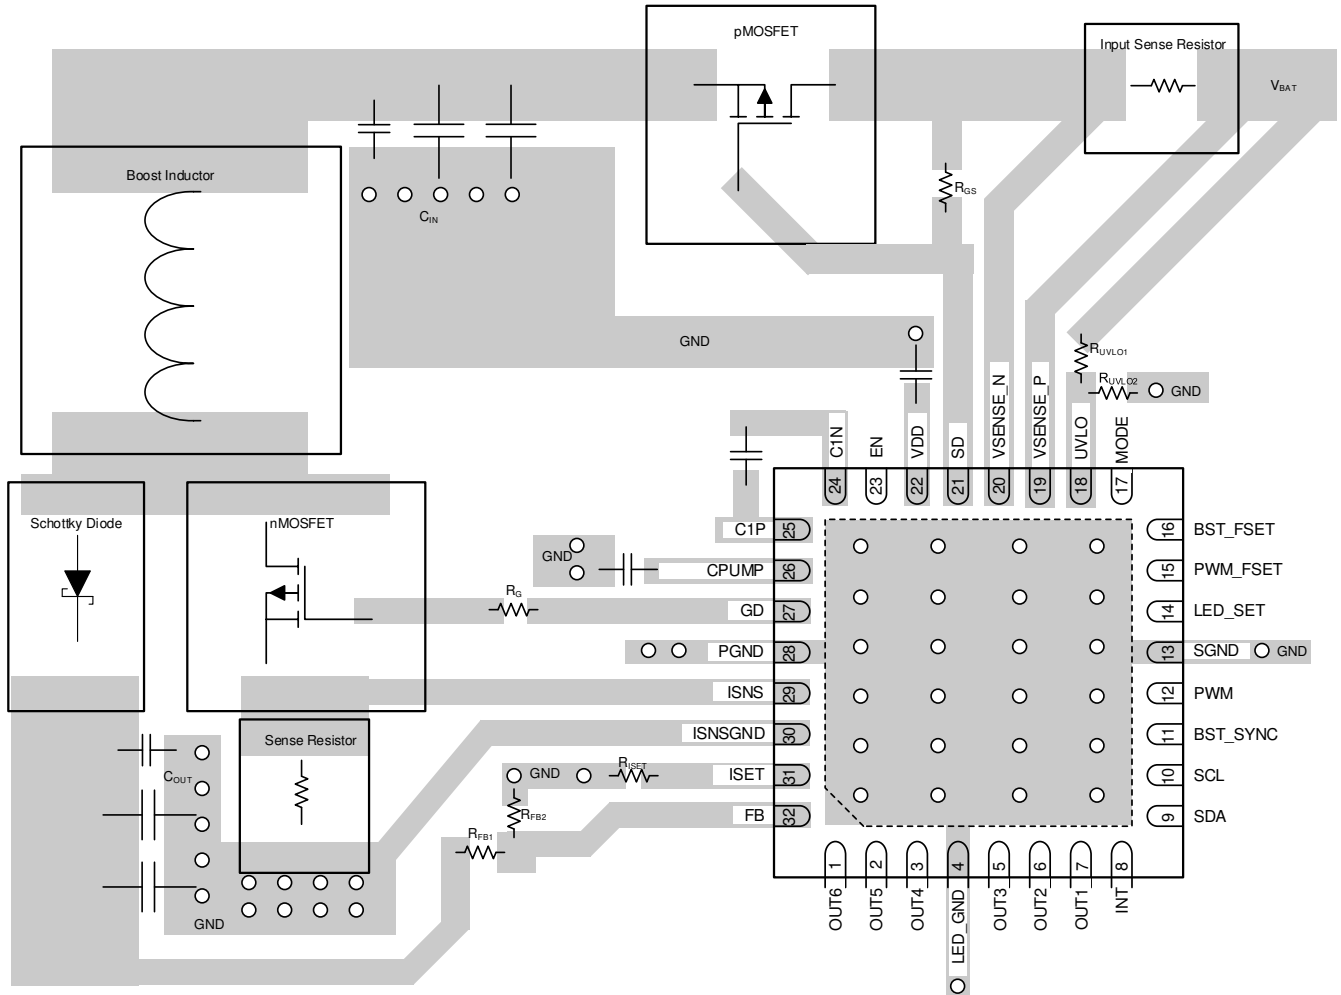 pMOSFET
Input Sense Resistor
VBAT
Boost Inductor
RGS
CIN
GND
RUVLO1
RUVLO2
GND
C1N
EN
VDD
SD
VSENSE_N
VSENSE_P
UVLO
MODE
24
23
22
21
20
19
18
17
Schottky Diode
nMOSFET
C1P
25
16
BST_FSET
GND
CPUMP
26
15
PWM_FSET
RG
GD
27
14
LED_SET
PGND
28
13
SGND
GND
ISNS
29
12
PWM
Sense Resistor
ISNSGND
30
11
BST_SYNC
COUT
GND
RISET
ISET
31
10
SCL
RFB2
FB
32
9
SDA
RFB1
1
2
3
4
5
6
7
8
GND
OUT6
OUT5
OUT4
LED_GND
OUT3
OUT2
OUT1
INT